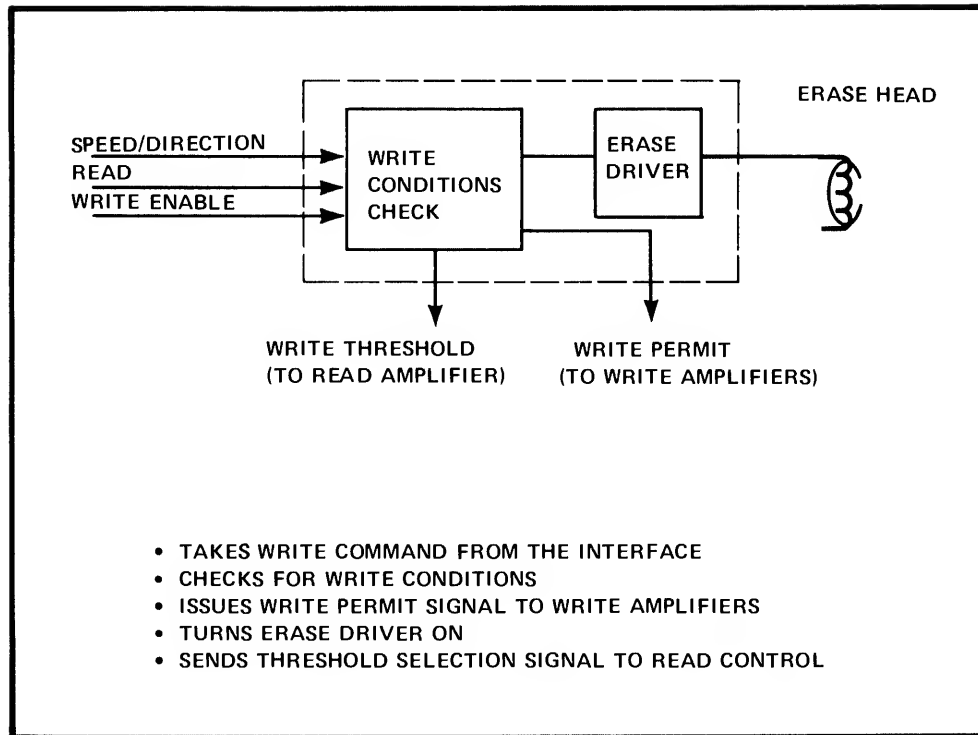 ERASE HEAD
SPEED/DIRECTION
READ
WRITE ENABLE
WRITE
CONDITIONS
CHECK
ERASE
DRIVER
WRITE THRESHOLD
(TO READ AMPLIFIER)
WRITE PERMIT
(TO WRITE AMPLIFIERS)
• TAKES WRITE COMMAND FROM THE INTERFACE
• CHECKS FOR WRITE CONDITIONS
• ISSUES WRITE PERMIT SIGNAL TO WRITE AMPLIFIERS
• TURNS ERASE DRIVER ON
• SENDS THRESHOLD SELECTION SIGNAL TO READ CONTROL